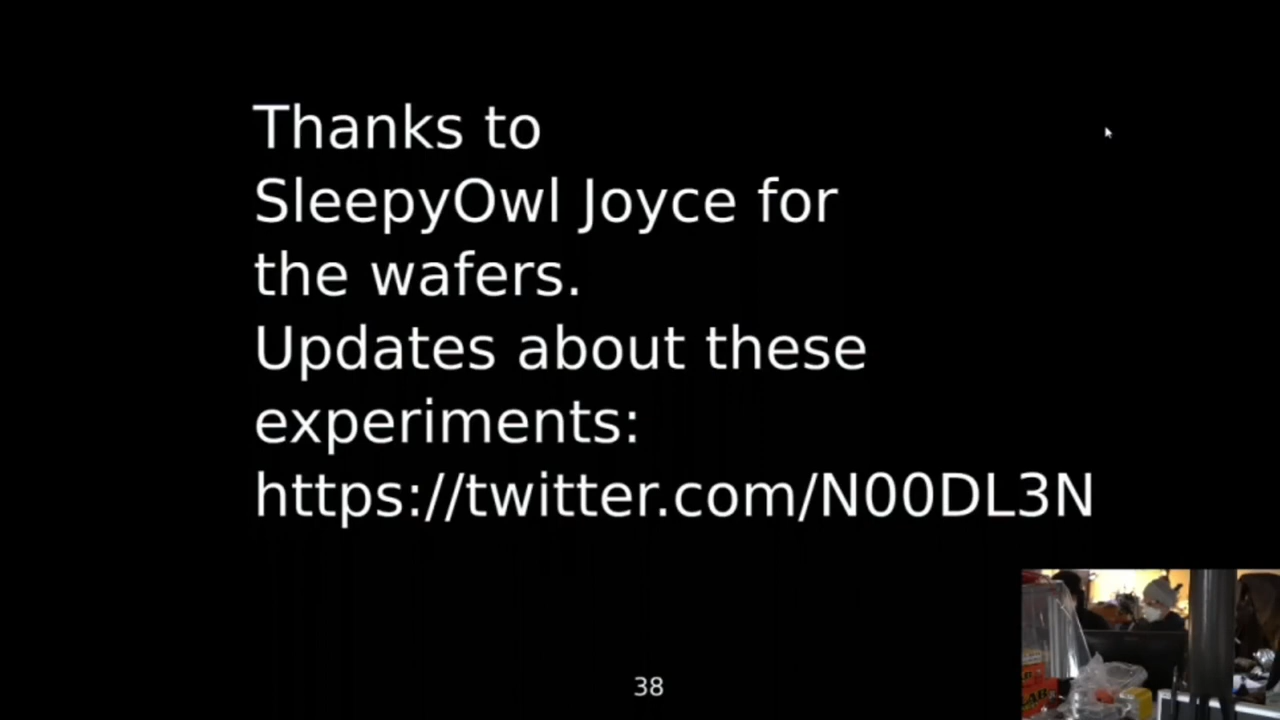 Thanks to
SleepyOwl Joyce for
the wafers.
Updates about these
experiments:
https://twitter.com/N00DL3N
38